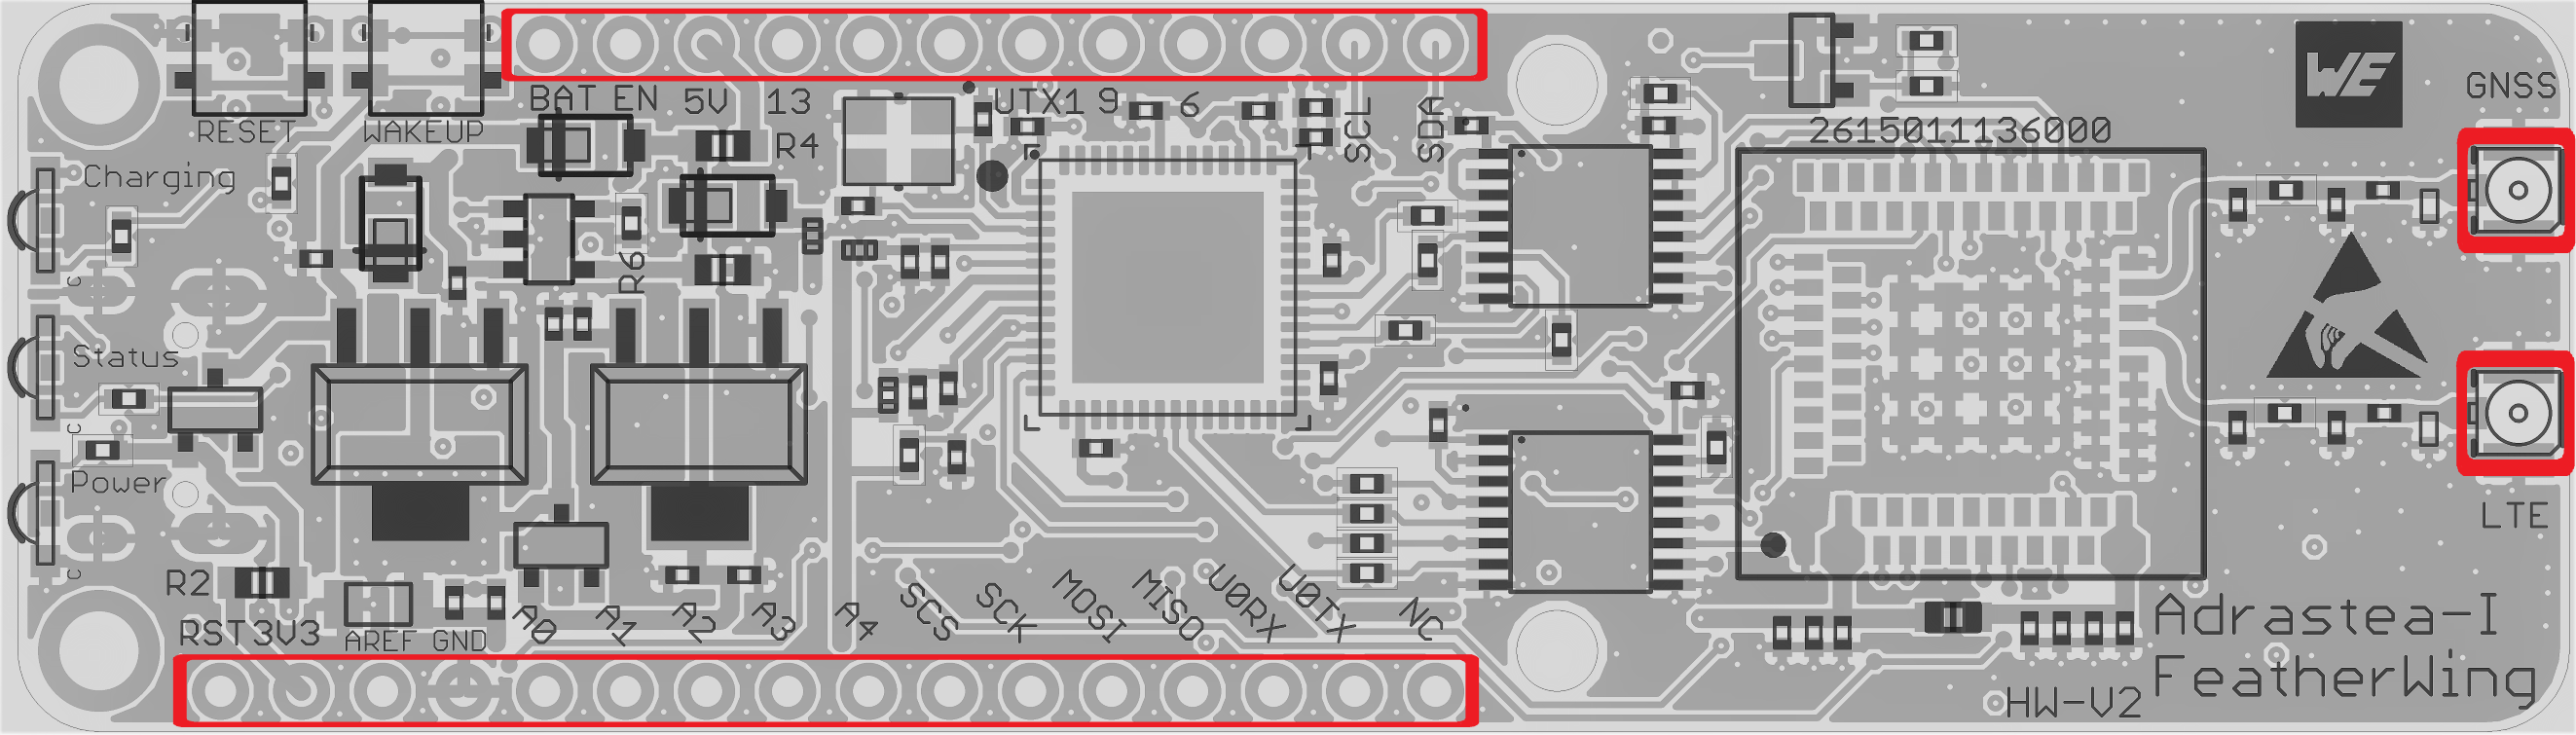 BAT EN 5V 13 UTX1 9 6 SCL SDA
RESET WAKEUP
R4
Charging
R6
Status
Power
R2
RST 3V3 AREF GND A0 A1 A2 A3 A4 SCS SCK MOSI MISO U0RX U0TX NC
2615011136000
WE
GNSS
LTE
Adrastea-I
FeatherWing
HW-V2
C
C
C